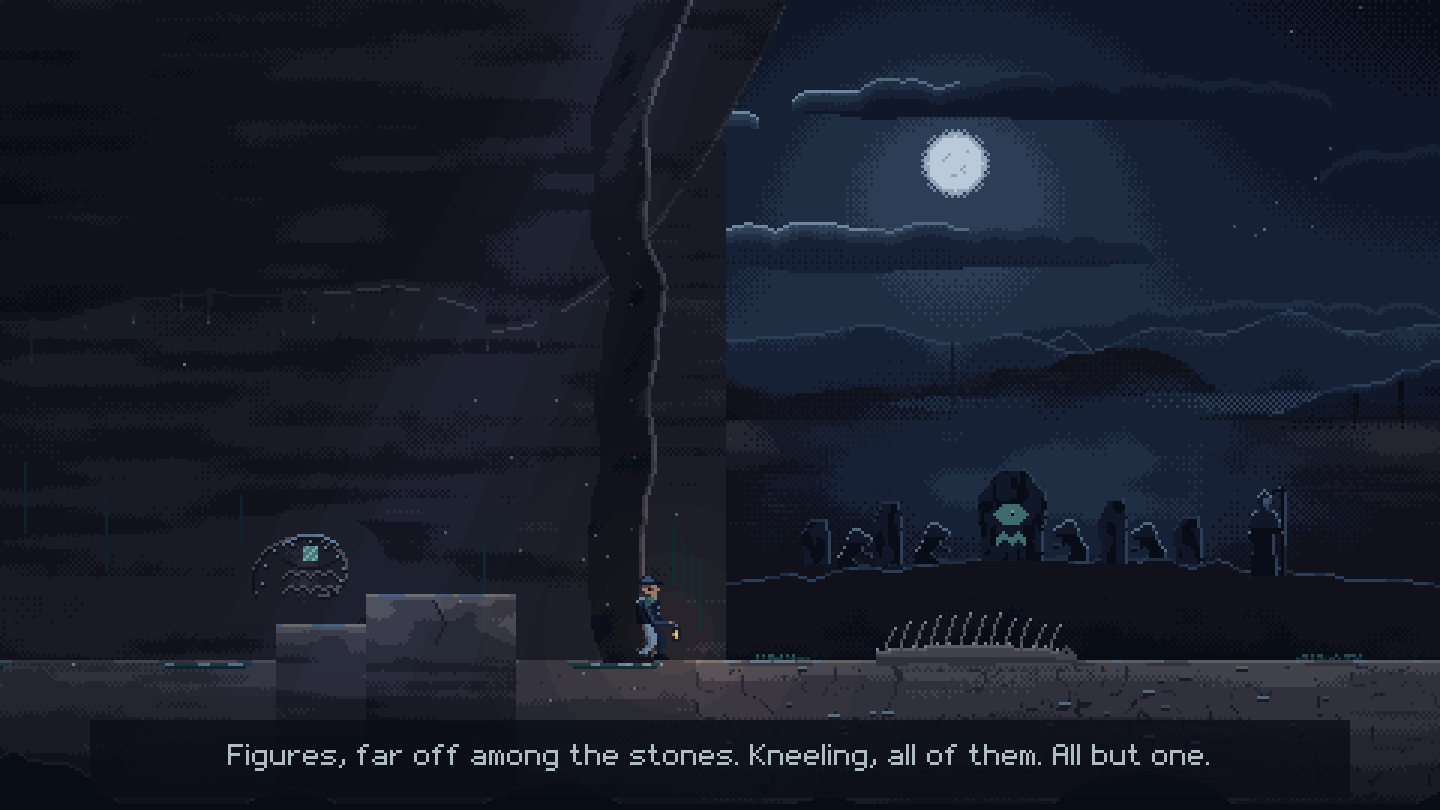 Figures, far off among the stones. Kneeling, all of them. All but one.